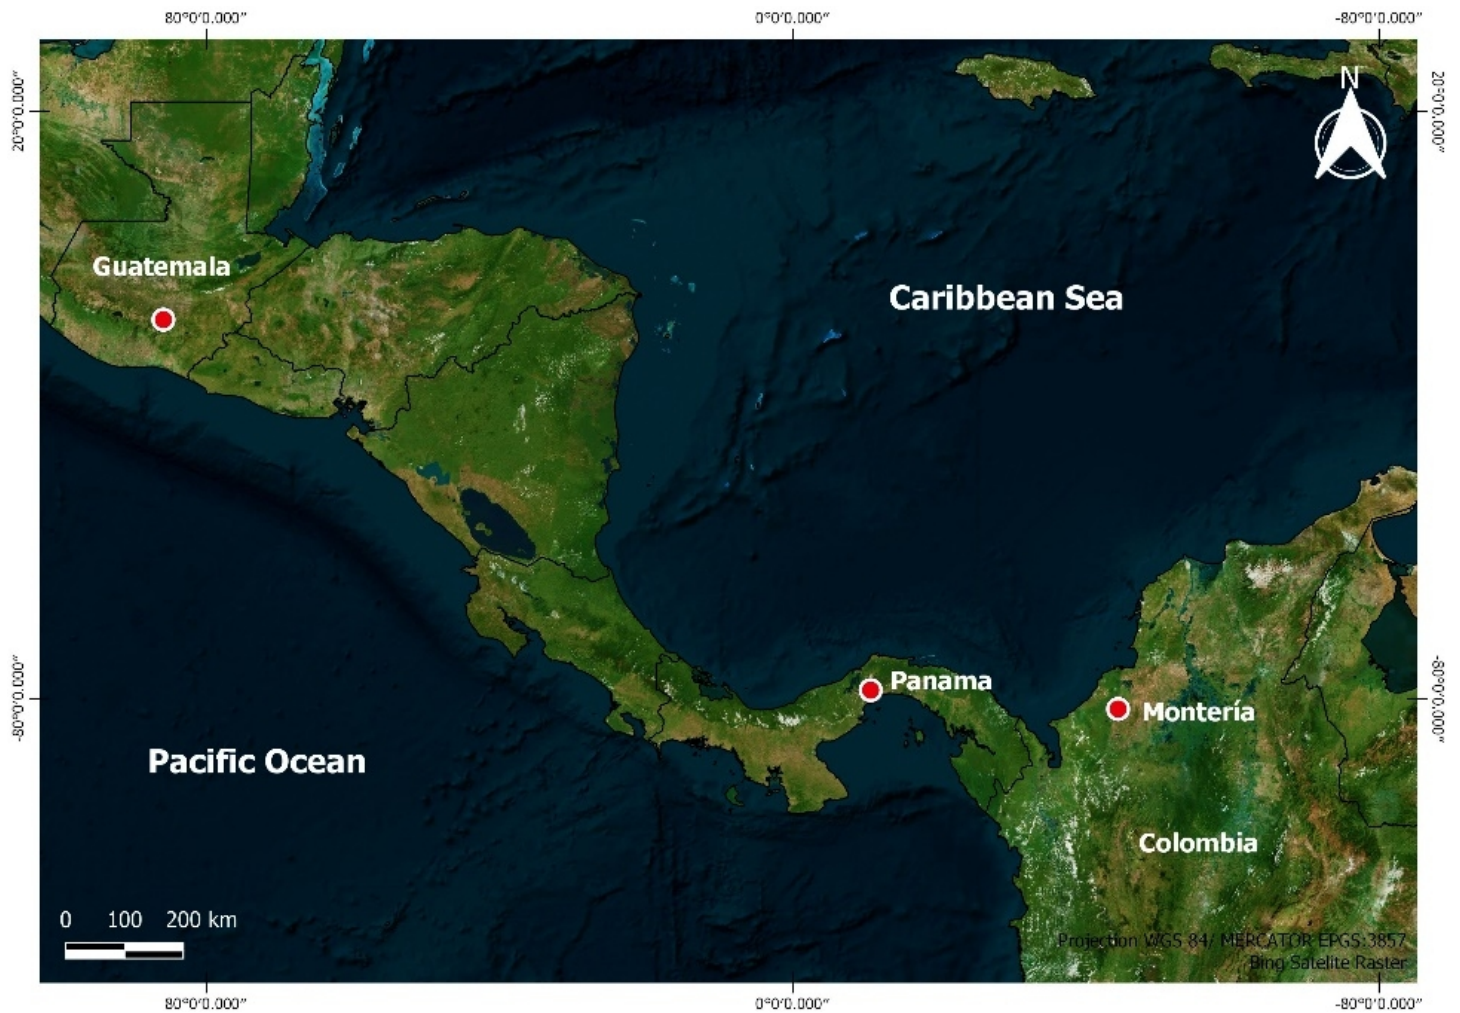 80°0'0.000"
0°0'0.000"
-80°0'0.000"
20°0'0.000"
N
20°0'0.000"
Guatemala
Caribbean Sea
-80°0'0.000"
Panama
Montería
-80°0'0.000"
Pacific Ocean
Colombia
0 100 200 km
Projection WGS 84/ MERCATOR EPGS:3857
Bing Satelite Raster
80°0'0.000"
0°0'0.000"
-80°0'0.000"